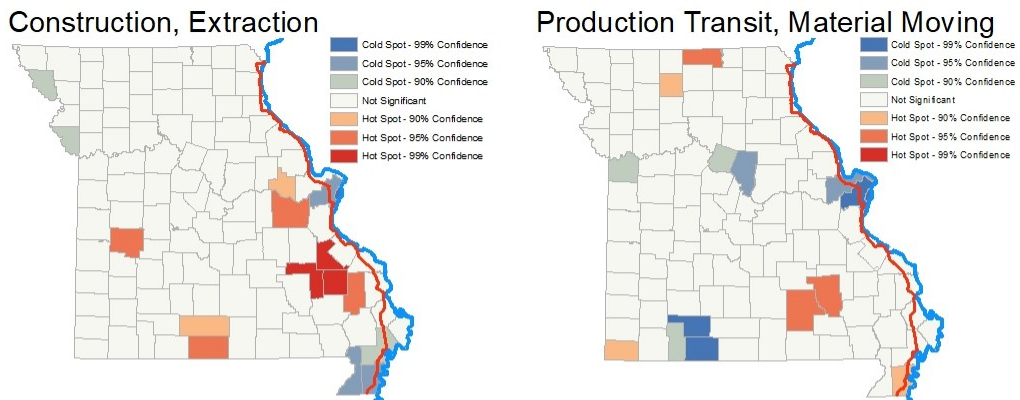 Construction, Extraction
Cold Spot - 99% Confidence
Cold Spot - 95% Confidence
Cold Spot - 90% Confidence
Not Significant
Hot Spot - 90% Confidence
Hot Spot - 95% Confidence
Hot Spot - 99% Confidence
Production Transit, Material Moving
Cold Spot - 99% Confidence
Cold Spot - 95% Confidence
Cold Spot - 90% Confidence
Not Significant
Hot Spot - 90% Confidence
Hot Spot - 95% Confidence
Hot Spot - 99% Confidence